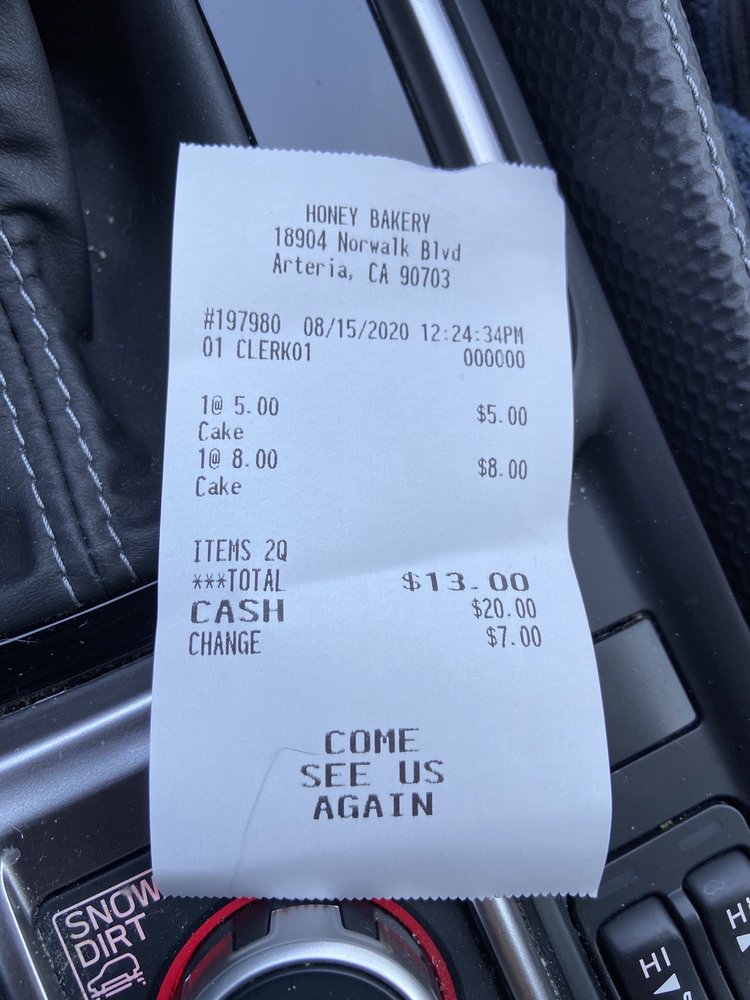 HONEY BAKERY
18904 Norwalk Blvd
Arteria, CA 90703
#197980 08/15/2020 12:24:34PM
01 CLERK01 000000
1@ 5.00 $5.00
Cake
1@ 8.00 $8.00
Cake
ITEMS 2Q
***TOTAL $13.00
CASH $20.00
CHANGE $7.00
COME
SEE US
AGAIN
SNOW
DIRT
HI